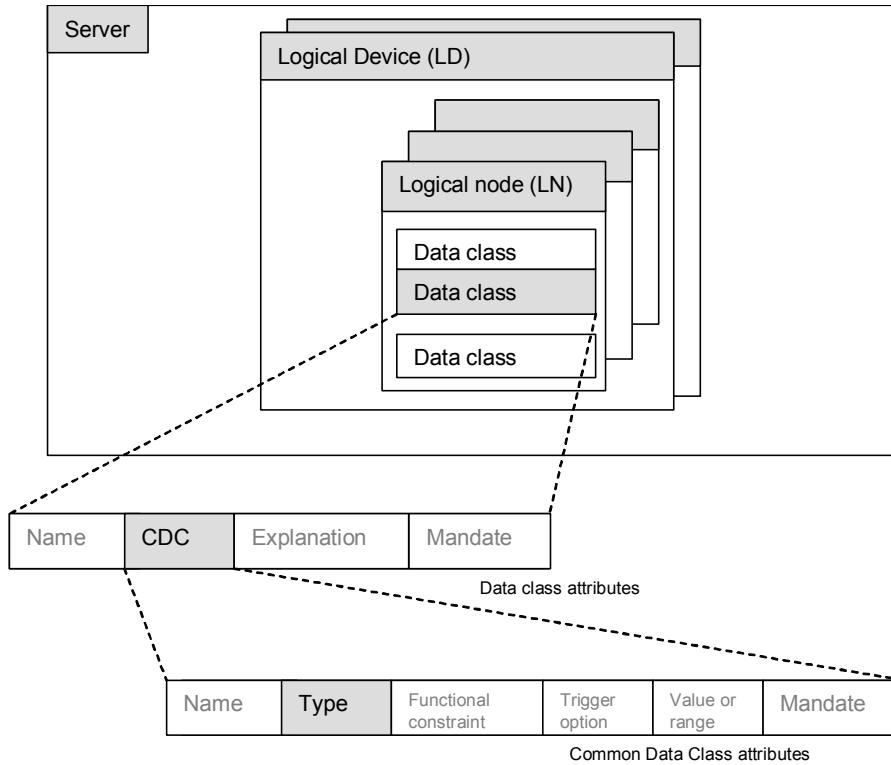 Server
Logical Device (LD)
Logical node (LN)
Data class
Data class
Data class
Name CDC Explanation Mandate
Data class attributes
Name Type Functional constraint Trigger option Value or range Mandate
Common Data Class attributes